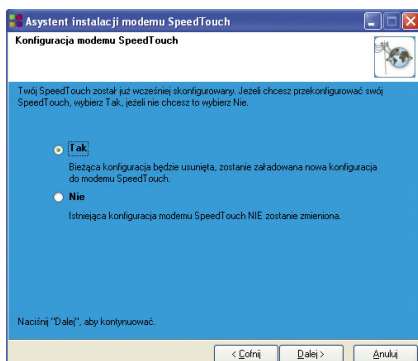 Asystent instalacji modemu SpeedTouch
Konfiguracja modemu SpeedTouch
Twój SpeedTouch został już wcześniej skonfigurowany. Jeżeli chcesz przekonfigurować swój
SpeedTouch, wybierz Tak, jeżeli nie chcesz to wybierz Nie.
Tak
Bieżąca konfiguracja będzie usunięta, zostanie załadowana nowa konfiguracja
do modemu SpeedTouch.
Nie
Istniejąca konfiguracja modemu SpeedTouch NIE zostanie zmieniona.
Naciśnij "Dalej", aby kontynuować.
< Cofnij Dalej > Anuluj